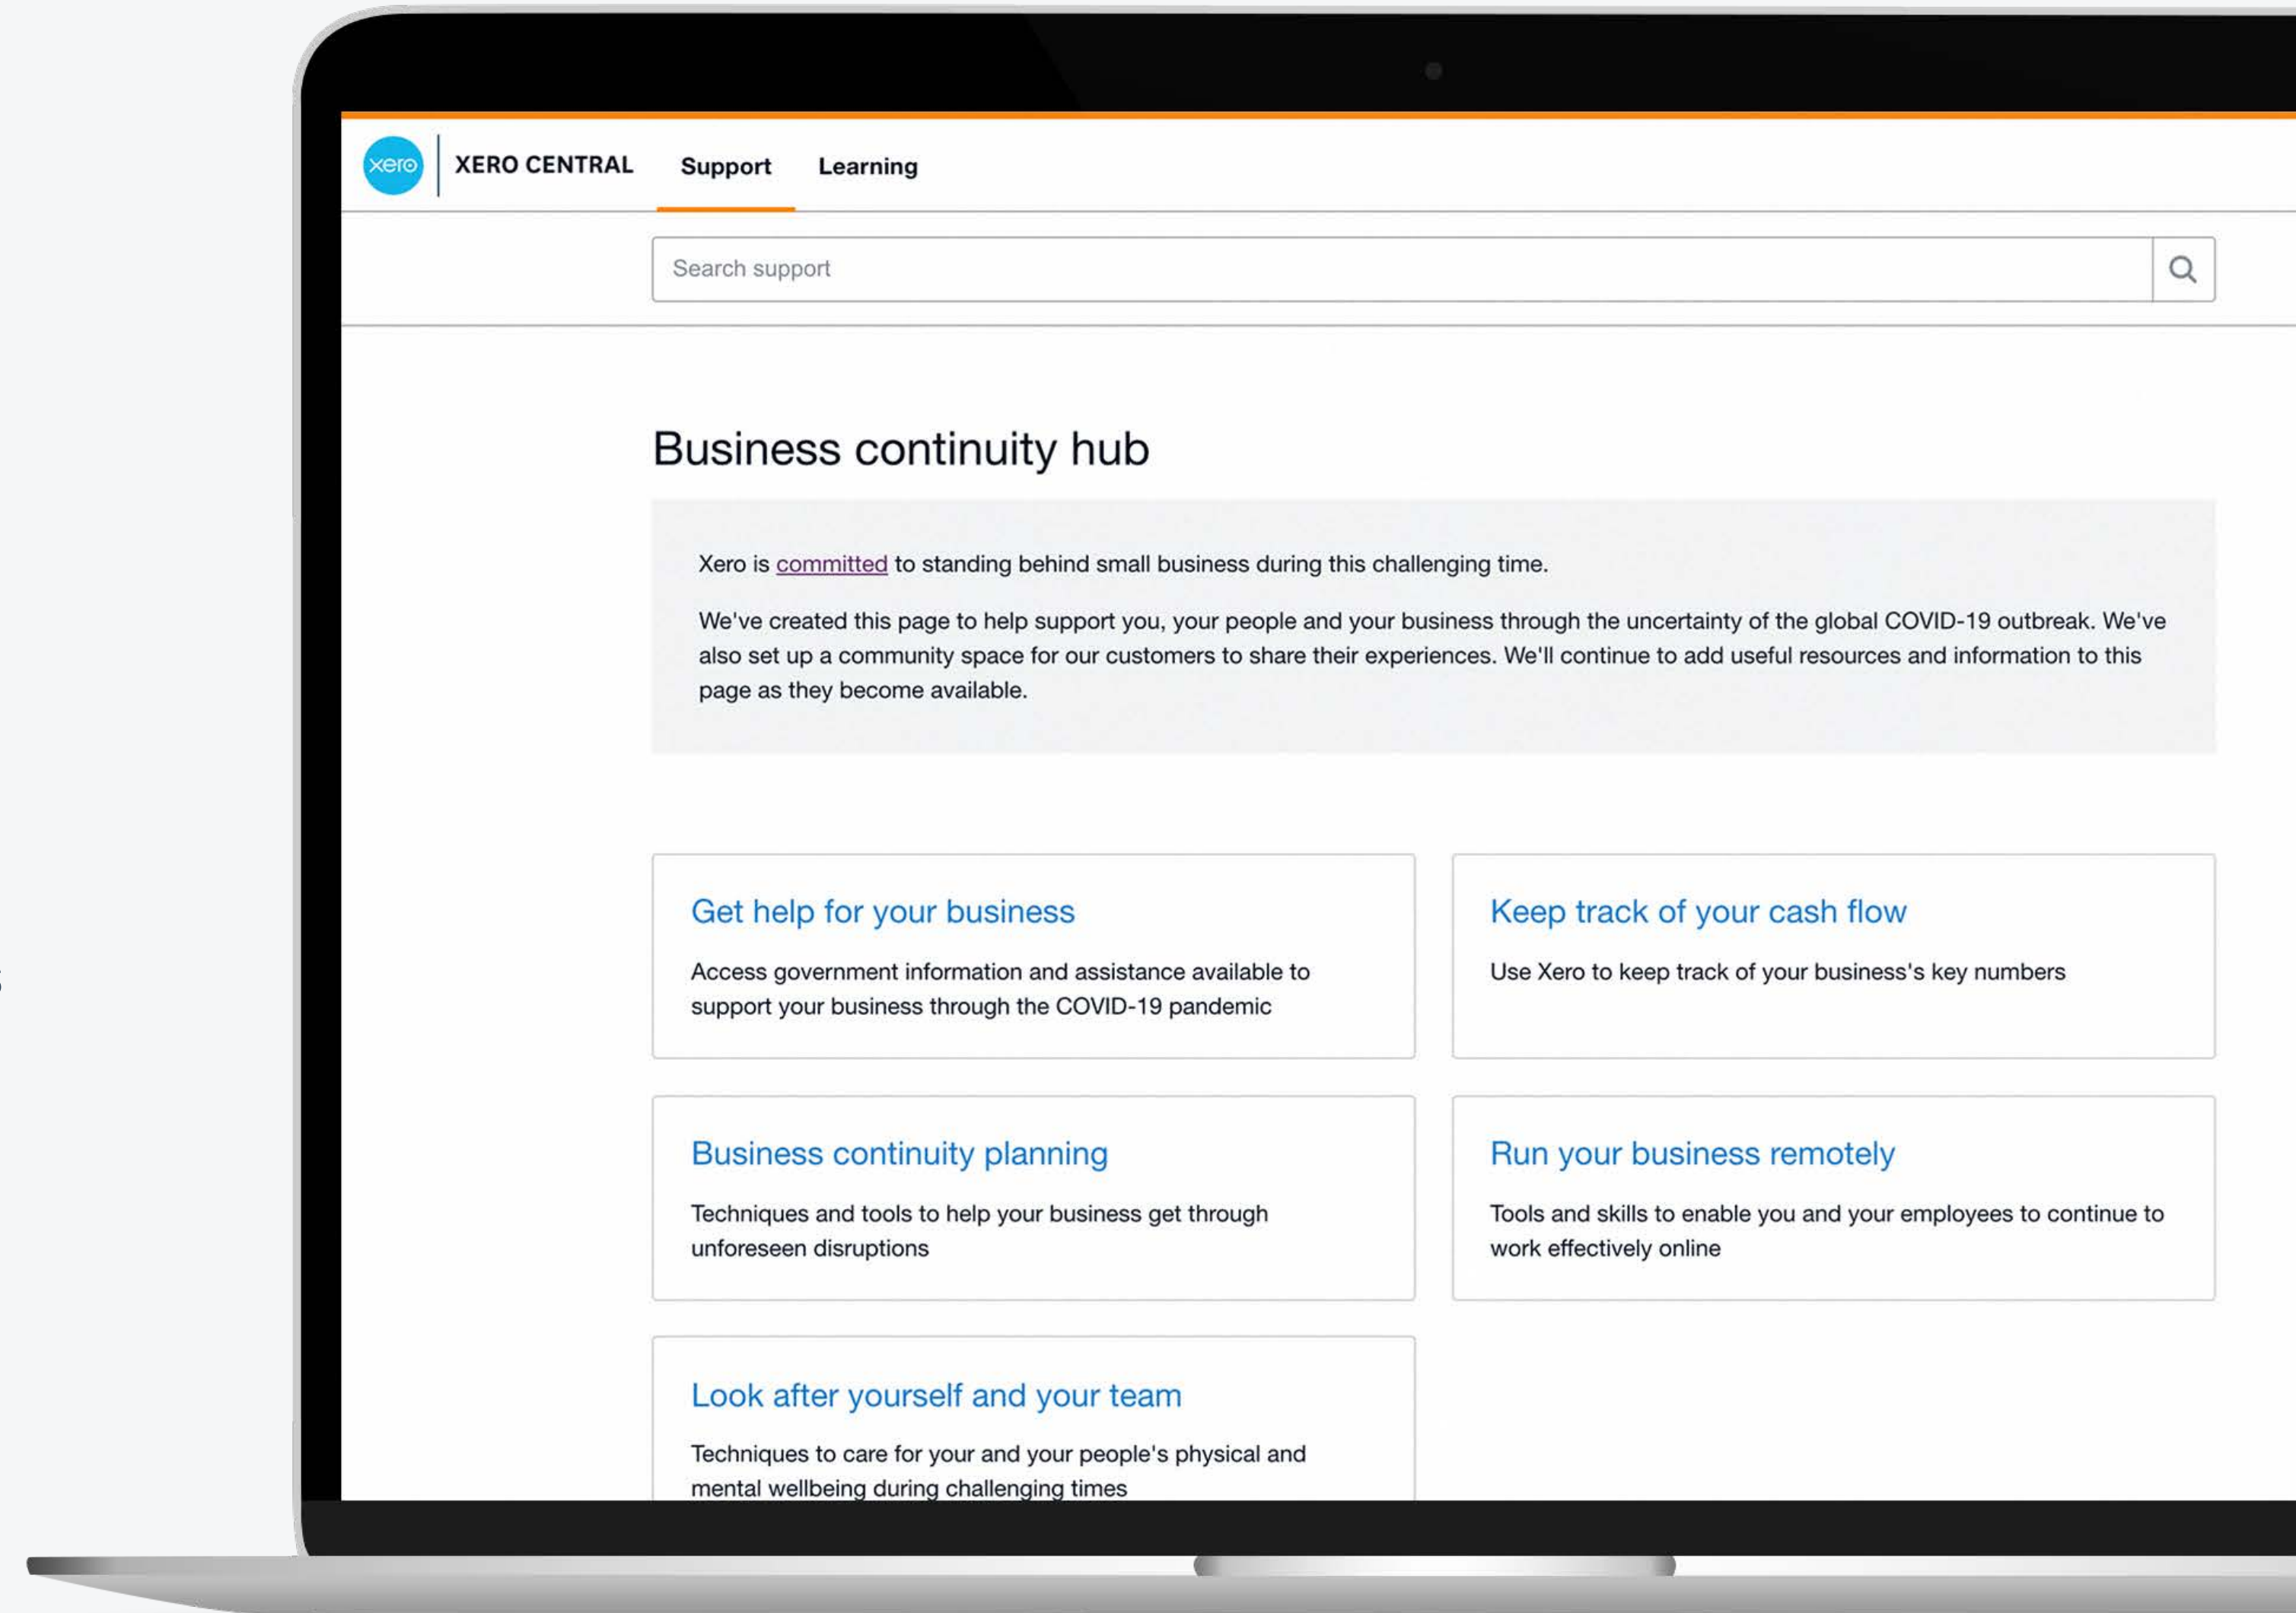 xero
XERO CENTRAL
Support
Learning
Search support
Business continuity hub
Xero is committed to standing behind small business during this challenging time.
We've created this page to help support you, your people and your business through the uncertainty of the global COVID-19 outbreak. We've
also set up a community space for our customers to share their experiences. We'll continue to add useful resources and information to this
page as they become available.
Get help for your business
Access government information and assistance available to
support your business through the COVID-19 pandemic
Keep track of your cash flow
Use Xero to keep track of your business's key numbers
Business continuity planning
Techniques and tools to help your business get through
unforeseen disruptions
Run your business remotely
Tools and skills to enable you and your employees to continue to
work effectively online
Look after yourself and your team
Techniques to care for your and your people's physical and
mental wellbeing during challenging times